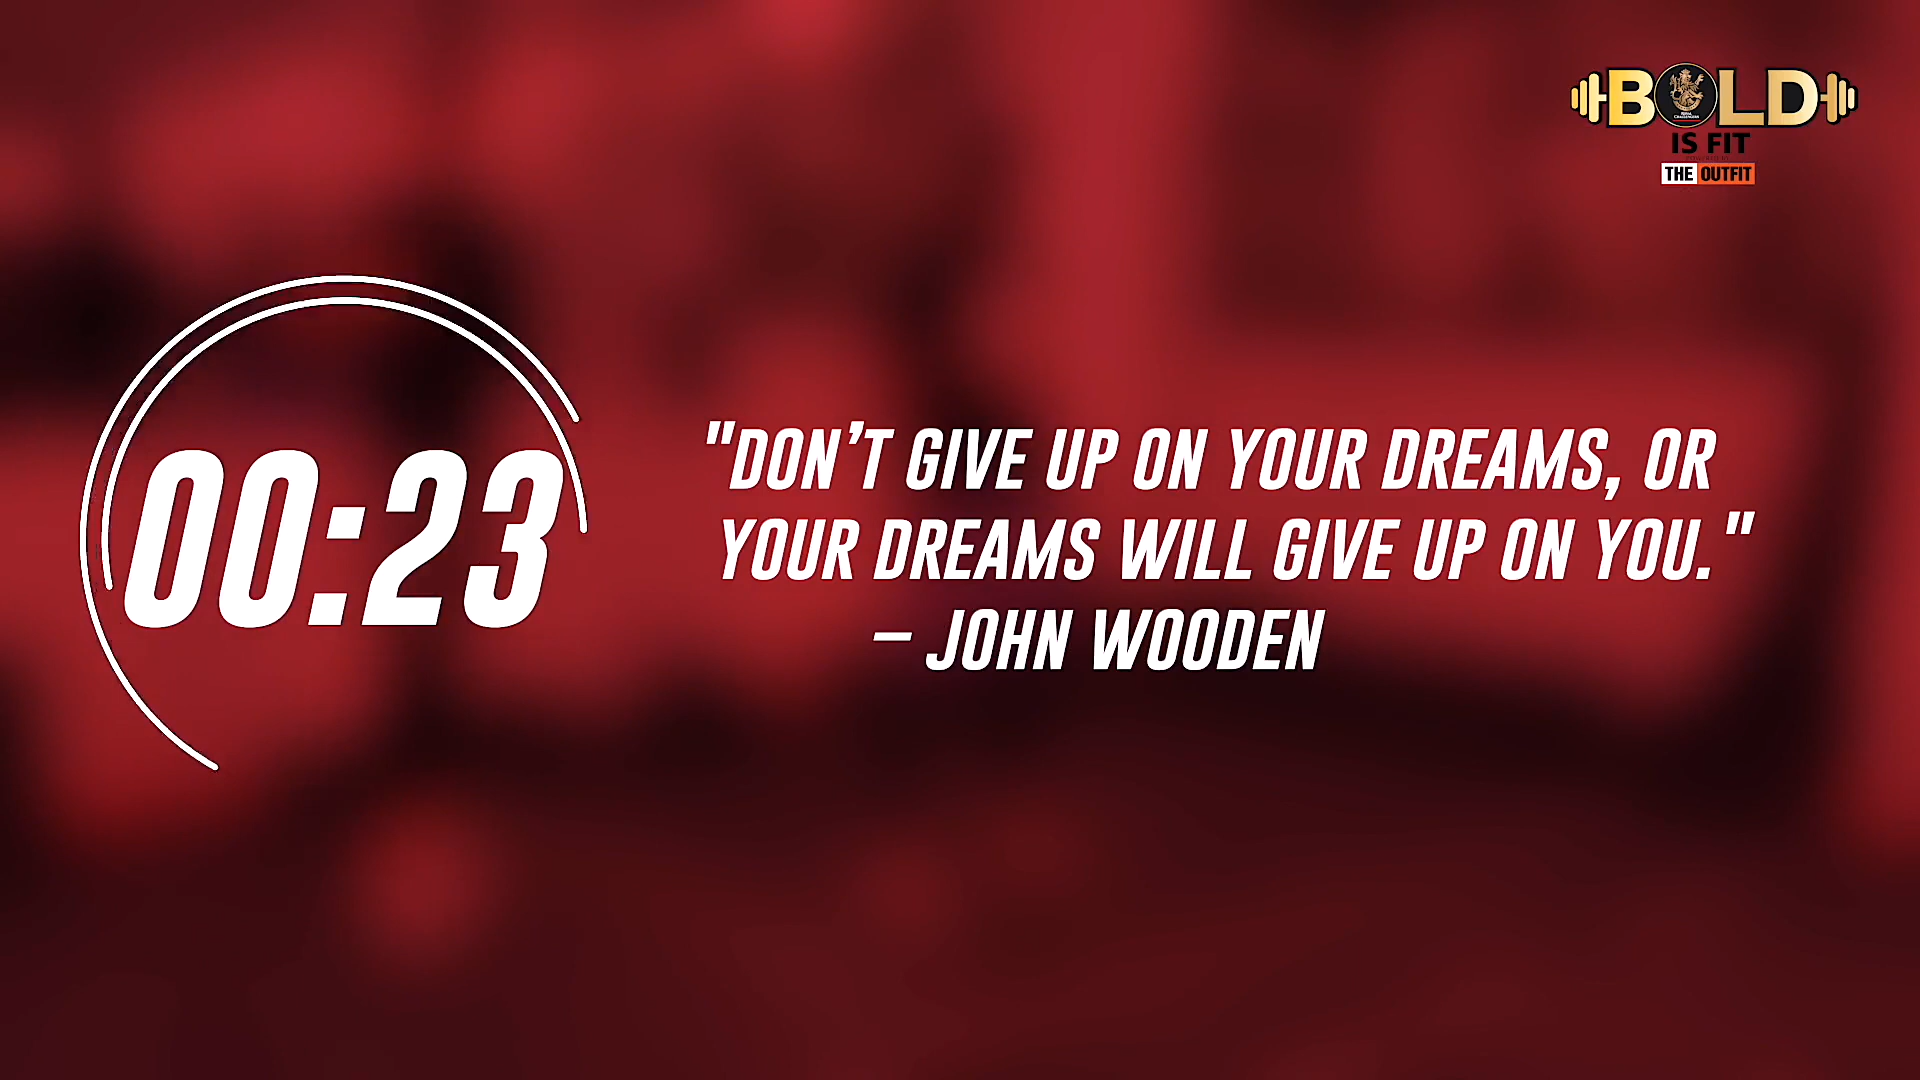 B LD
IS FIT
THE OUTFIT
00:23
"DON'T GIVE UP ON YOUR DREAMS, OR
YOUR DREAMS WILL GIVE UP ON YOU."
– JOHN WOODEN